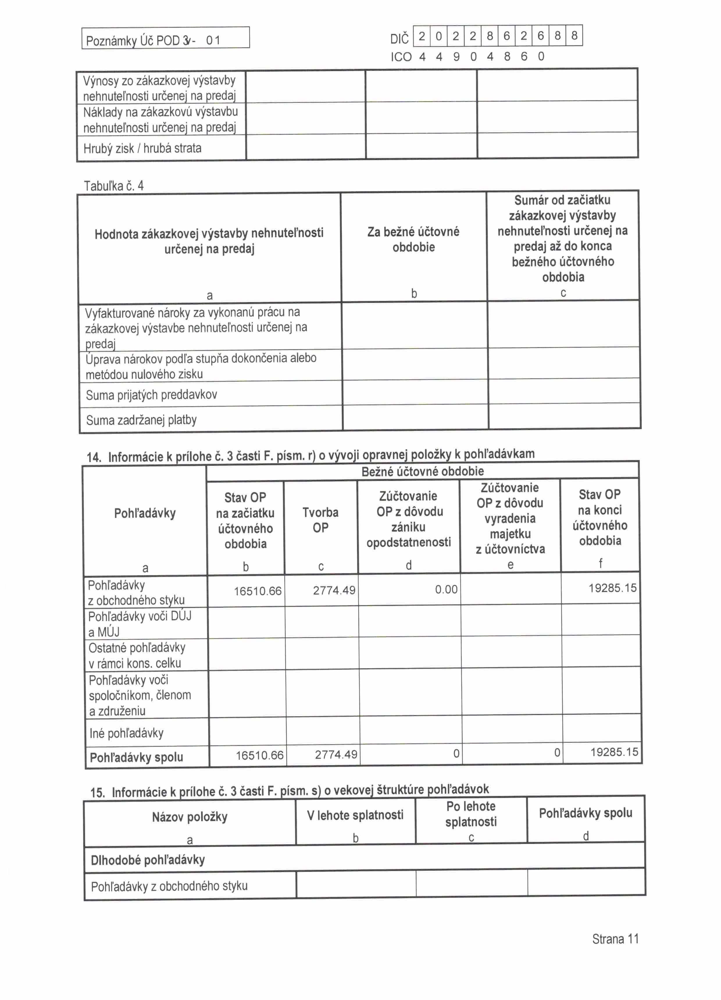 Poznámky Úč POD 3v- 01
DIČ 2 0 2 2 8 6 2 6 8 8
ICO 4 4 9 0 4 8 6 0
Výnosy zo zákazkovej výstavby
nehnuteľnosti určenej na predaj
Náklady na zákazkovú výstavbu
nehnuteľnosti určenej na predaj
Hrubý zisk / hrubá strata
Tabuľka č. 4
Hodnota zákazkovej výstavby nehnuteľnosti
určenej na predaj
a
Za bežné účtovné
obdobie
b
Sumár od začiatku
zákazkovej výstavby
nehnuteľnosti určenej na
predaj až do konca
bežného účtovného
obdobia
c
Vyfakturované nároky za vykonanú prácu na
zákazkovej výstavbe nehnuteľnosti určenej na
predaj
Úprava nárokov podľa stupňa dokončenia alebo
metódou nulového zisku
Suma prijatých preddavkov
Suma zadržanej platby
14. Informácie k prílohe č. 3 časti F. písm. r) o vývoji opravnej položky k pohľadávkam
Bežné účtovné obdobie
Pohľadávky
a
Stav OP
na začiatku
účtovného
obdobia
b
Tvorba
OP
c
Zúčtovanie
OP z dôvodu
zániku
opodstatnenosti
d
Zúčtovanie
OP z dôvodu
vyradenia
majetku
z účtovníctva
e
Stav OP
na konci
účtovného
obdobia
f
Pohľadávky
z obchodného styku
16510.66 2774.49 0.00 19285.15
Pohľadávky voči DÚJ
a MÚJ
Ostatné pohľadávky
v rámci kons. celku
Pohľadávky voči
spoločníkom, členom
a združeniu
Iné pohľadávky
Pohľadávky spolu 16510.66 2774.49 0 0 19285.15
15. Informácie k prílohe č. 3 časti F. písm. s) o vekovej štruktúre pohľadávok
Názov položky
a
V lehote splatnosti
b
Po lehote
splatnosti
c
Pohľadávky spolu
d
Dlhodobé pohľadávky
Pohľadávky z obchodného styku
Strana 11